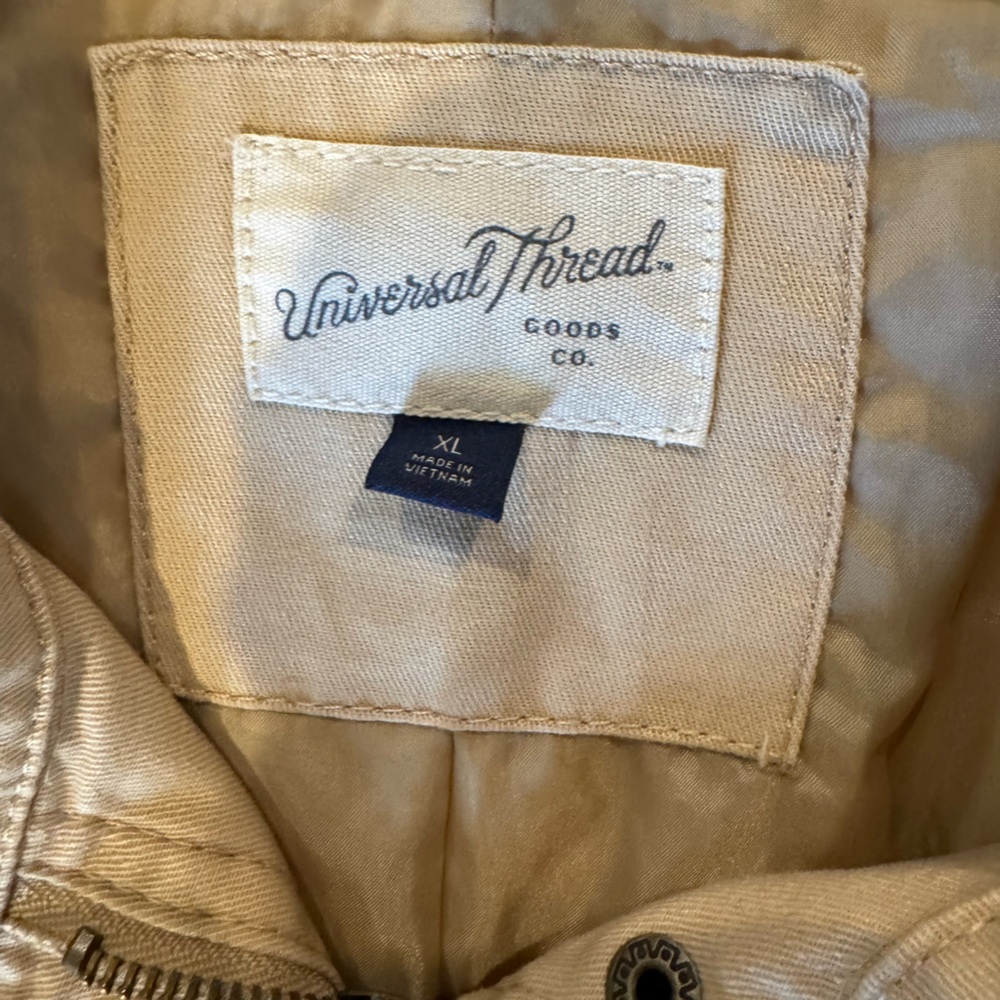 Universal Thread™
GOODS
CO.
XL
MADE IN
VIETNAM